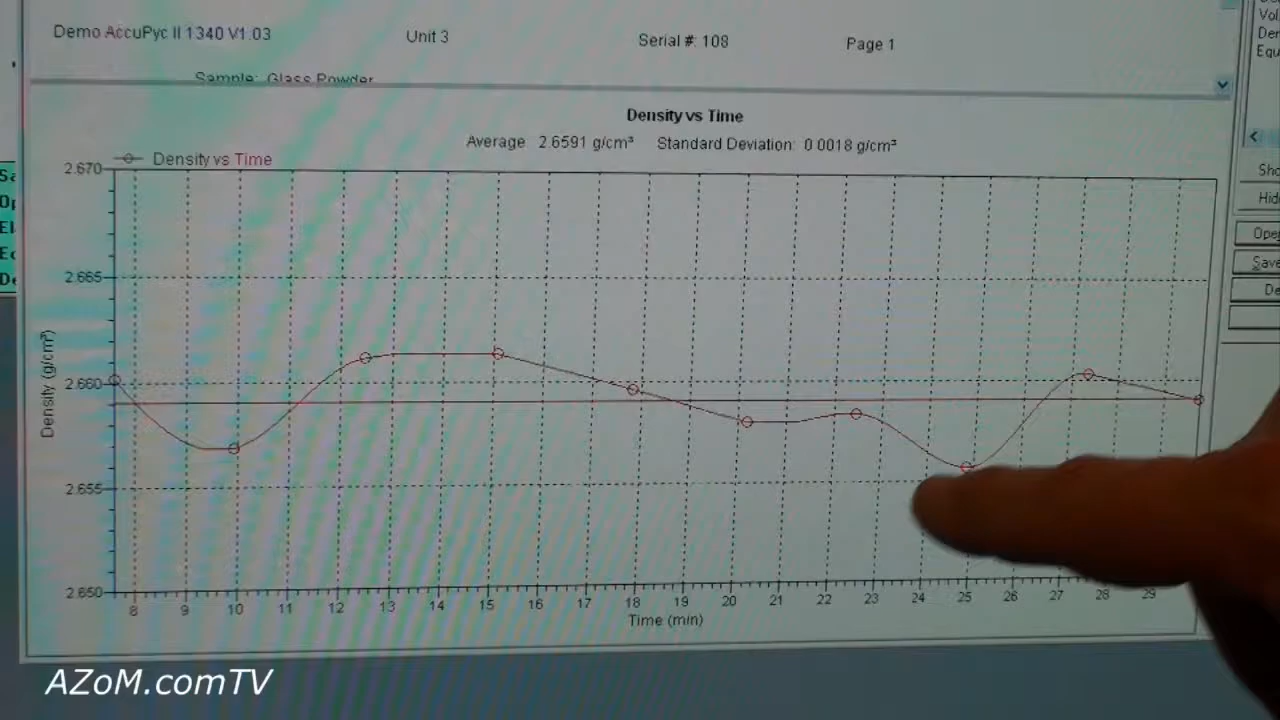 Demo AccuPyc II 1340 V1.03 Unit 3 Serial #: 108 Page 1
Sample: Glass Powder
Density vs Time
Average 2.6591 g/cm³ Standard Deviation: 0.0018 g/cm³
Density vs Time
2.670
2.665
2.660
2.655
2.650
Density (g/cm³)
8 9 10 11 12 13 14 15 16 17 18 19 20 21 22 23 24 25 26 27 28 29
Time (min)
AZoM.comTV